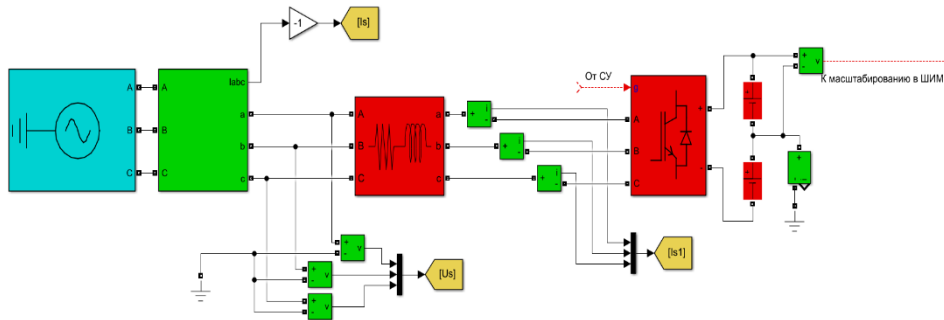 -1
[Is]
Iabc
A
A
B
B
C
C
a
b
c
A
B
C
a
b
c
+ i -
+ i -
+ i -
От СУ
g
A
B
C
+
-
+ v -
К масштабированию в ШИМ
+ v -
+ v -
+ v -
[Us]
[Is1]